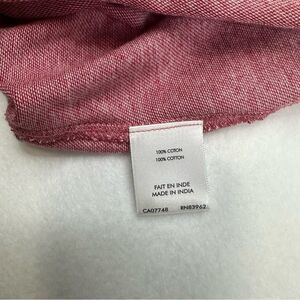 100% COTON
100% COTTON
FAIT EN INDE
MADE IN INDIA
CA07748 RN83962